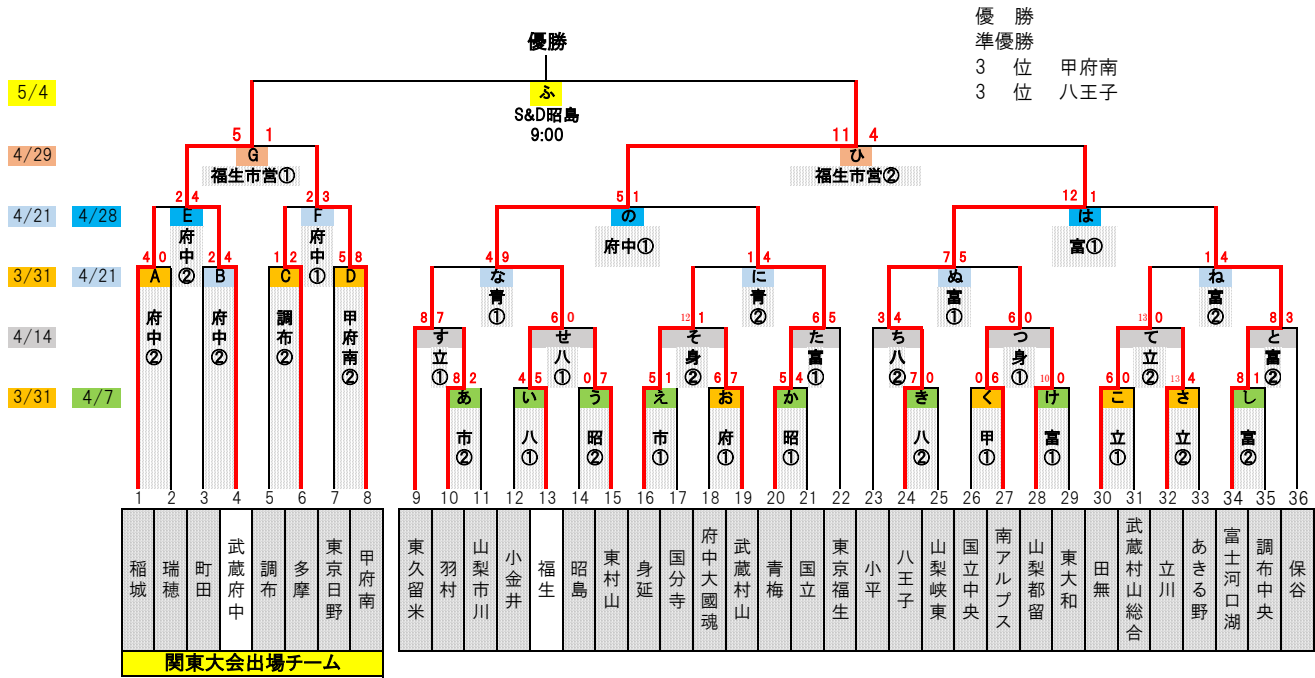 優　勝
準優勝
3　位　甲府南
3　位　八王子
優勝
5/4
ふ
S&D昭島
9:00
5 1
11 4
4/29
G
ひ
福生市営①
福生市営②
2 4
2 3
5 1
12 1
4/21 4/28
E
F
の
は
府中②
府中①
府中①
富①
4 0
2 4
1 2
5 8
4 9
1 4
7 5
1 4
3/31 4/21
A
B
C
D
な
に
ぬ
ね
府中②
府中②
調布②
甲府南②
青①
青②
富①
富②
8 7
6 0
12 1
6 5
3 4
6 0
13 0
8 3
4/14
す
せ
そ
た
ち
つ
て
と
立①
八①
身②
富①
八②
身①
立②
富②
8 2
4 5
0 7
5 1
6 7
5 4
7 0
0 6
10 0
6 0
13 4
8 1
3/31 4/7
あ
い
う
え
お
か
き
く
け
こ
さ
し
市②
八①
昭②
市①
府①
昭①
八②
甲①
富①
立①
立②
富②
1 2 3 4 5 6 7 8 9 10 11 12 13 14 15 16 17 18 19 20 21 22 23 24 25 26 27 28 29 30 31 32 33 34 35 36
稲城
瑞穂
町田
武蔵府中
調布
多摩
東京日野
甲府南
東久留米
羽村
山梨市川
小金井
福生
昭島
東村山
身延
国分寺
府中大國魂
武蔵村山
青梅
国立
東京福生
小平
八王子
山梨峡東
国立中央
南アルプス
山梨都留
東大和
田無
武蔵村山総合
立川
あきる野
富士河口湖
調布中央
保谷
関東大会出場チーム